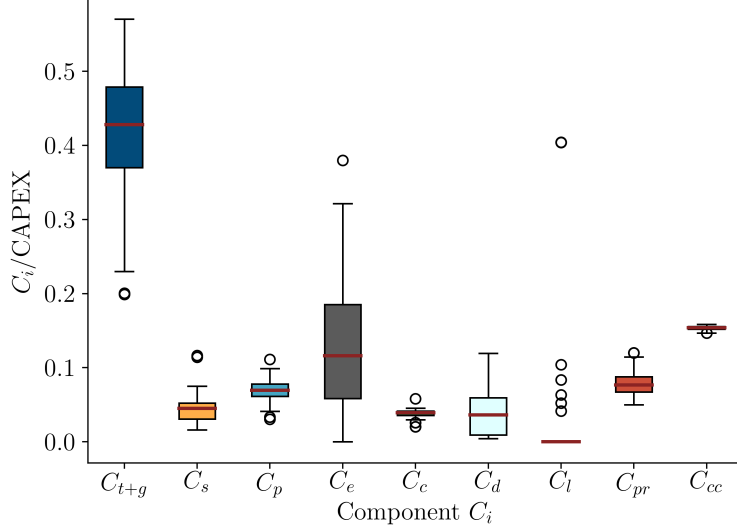 0.5
0.4
0.3
0.2
0.1
0.0
C_i/CAPEX
C_{t+g} C_s C_p C_e C_c C_d C_l C_{pr} C_{cc}
Component C_i